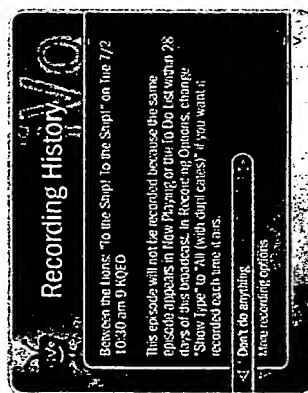 Recording History
Between the Lions: "To the Ship! To the Ship!" on Tue 7/2
10:30 am 9 KQED
This episode will not be recorded because the same
episode appears in Now Playing or the To Do List within 28
days of this broadcast. In Recording Options, change
"Show Type" to "All (with duplicates)" if you want it
recorded each time it airs.
Don't do anything
More recording options